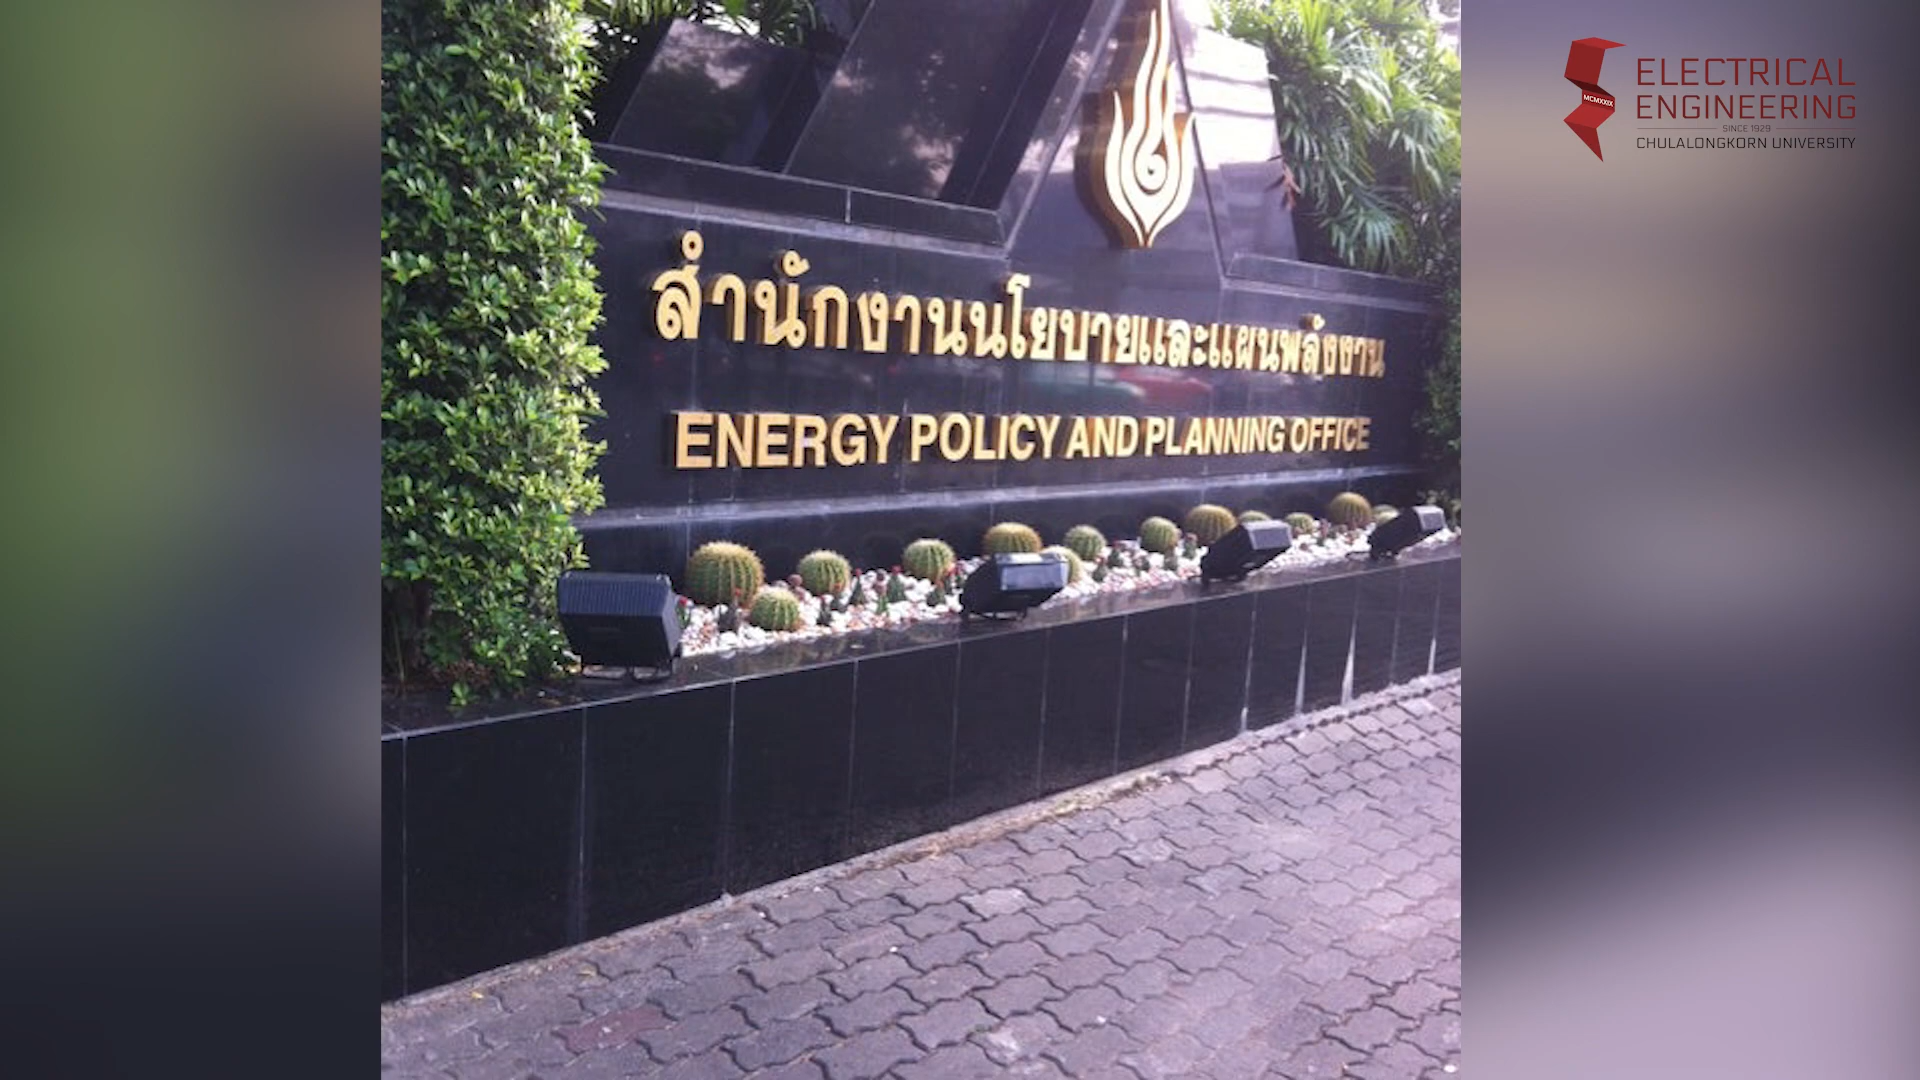 สำนักงานนโยบายและแผนพลังงาน
ENERGY POLICY AND PLANNING OFFICE
MCMXXIX
ELECTRICAL
ENGINEERING
SINCE 1929
CHULALONGKORN UNIVERSITY